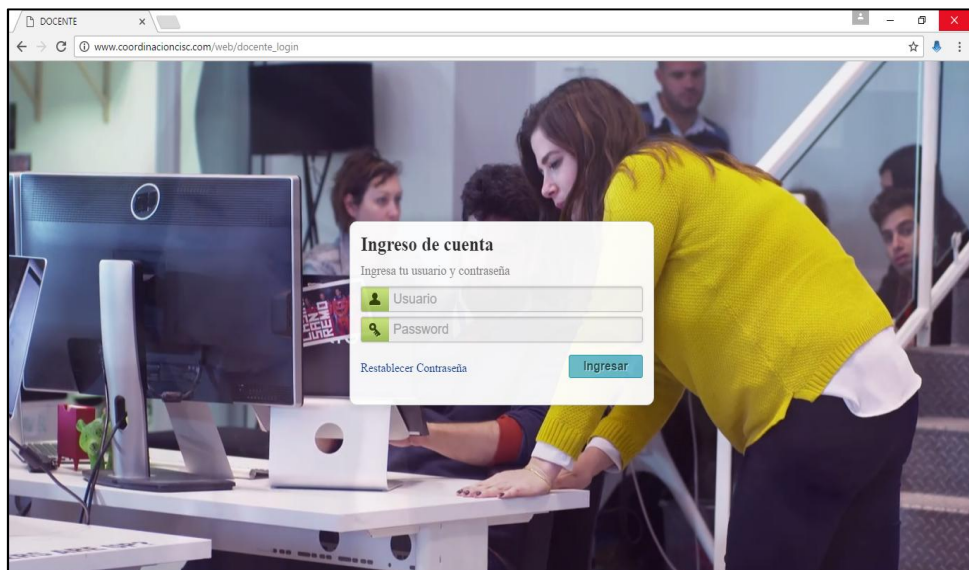 DOCENTE
www.coordinacioncisc.com/web/docente_login
Ingreso de cuenta
Ingresa tu usuario y contraseña
Usuario
Password
Restablecer Contraseña
Ingresar